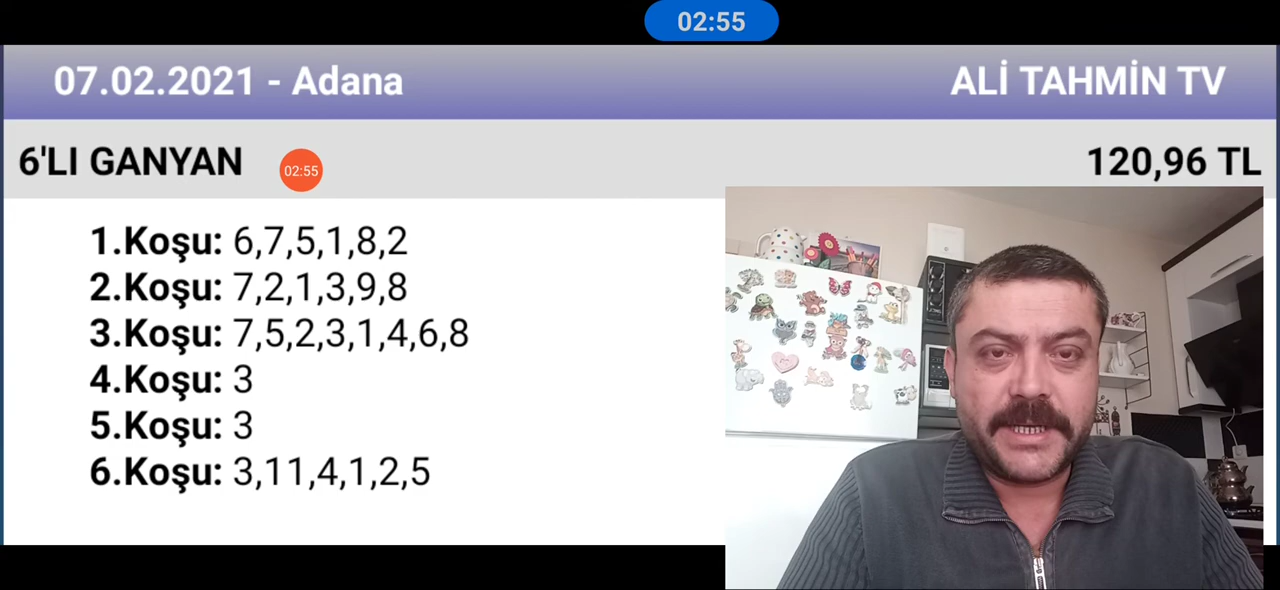 02:55
07.02.2021 - Adana ALİ TAHMİN TV
6'LI GANYAN 02:55 120,96 TL
1.Koşu: 6,7,5,1,8,2
2.Koşu: 7,2,1,3,9,8
3.Koşu: 7,5,2,3,1,4,6,8
4.Koşu: 3
5.Koşu: 3
6.Koşu: 3,11,4,1,2,5